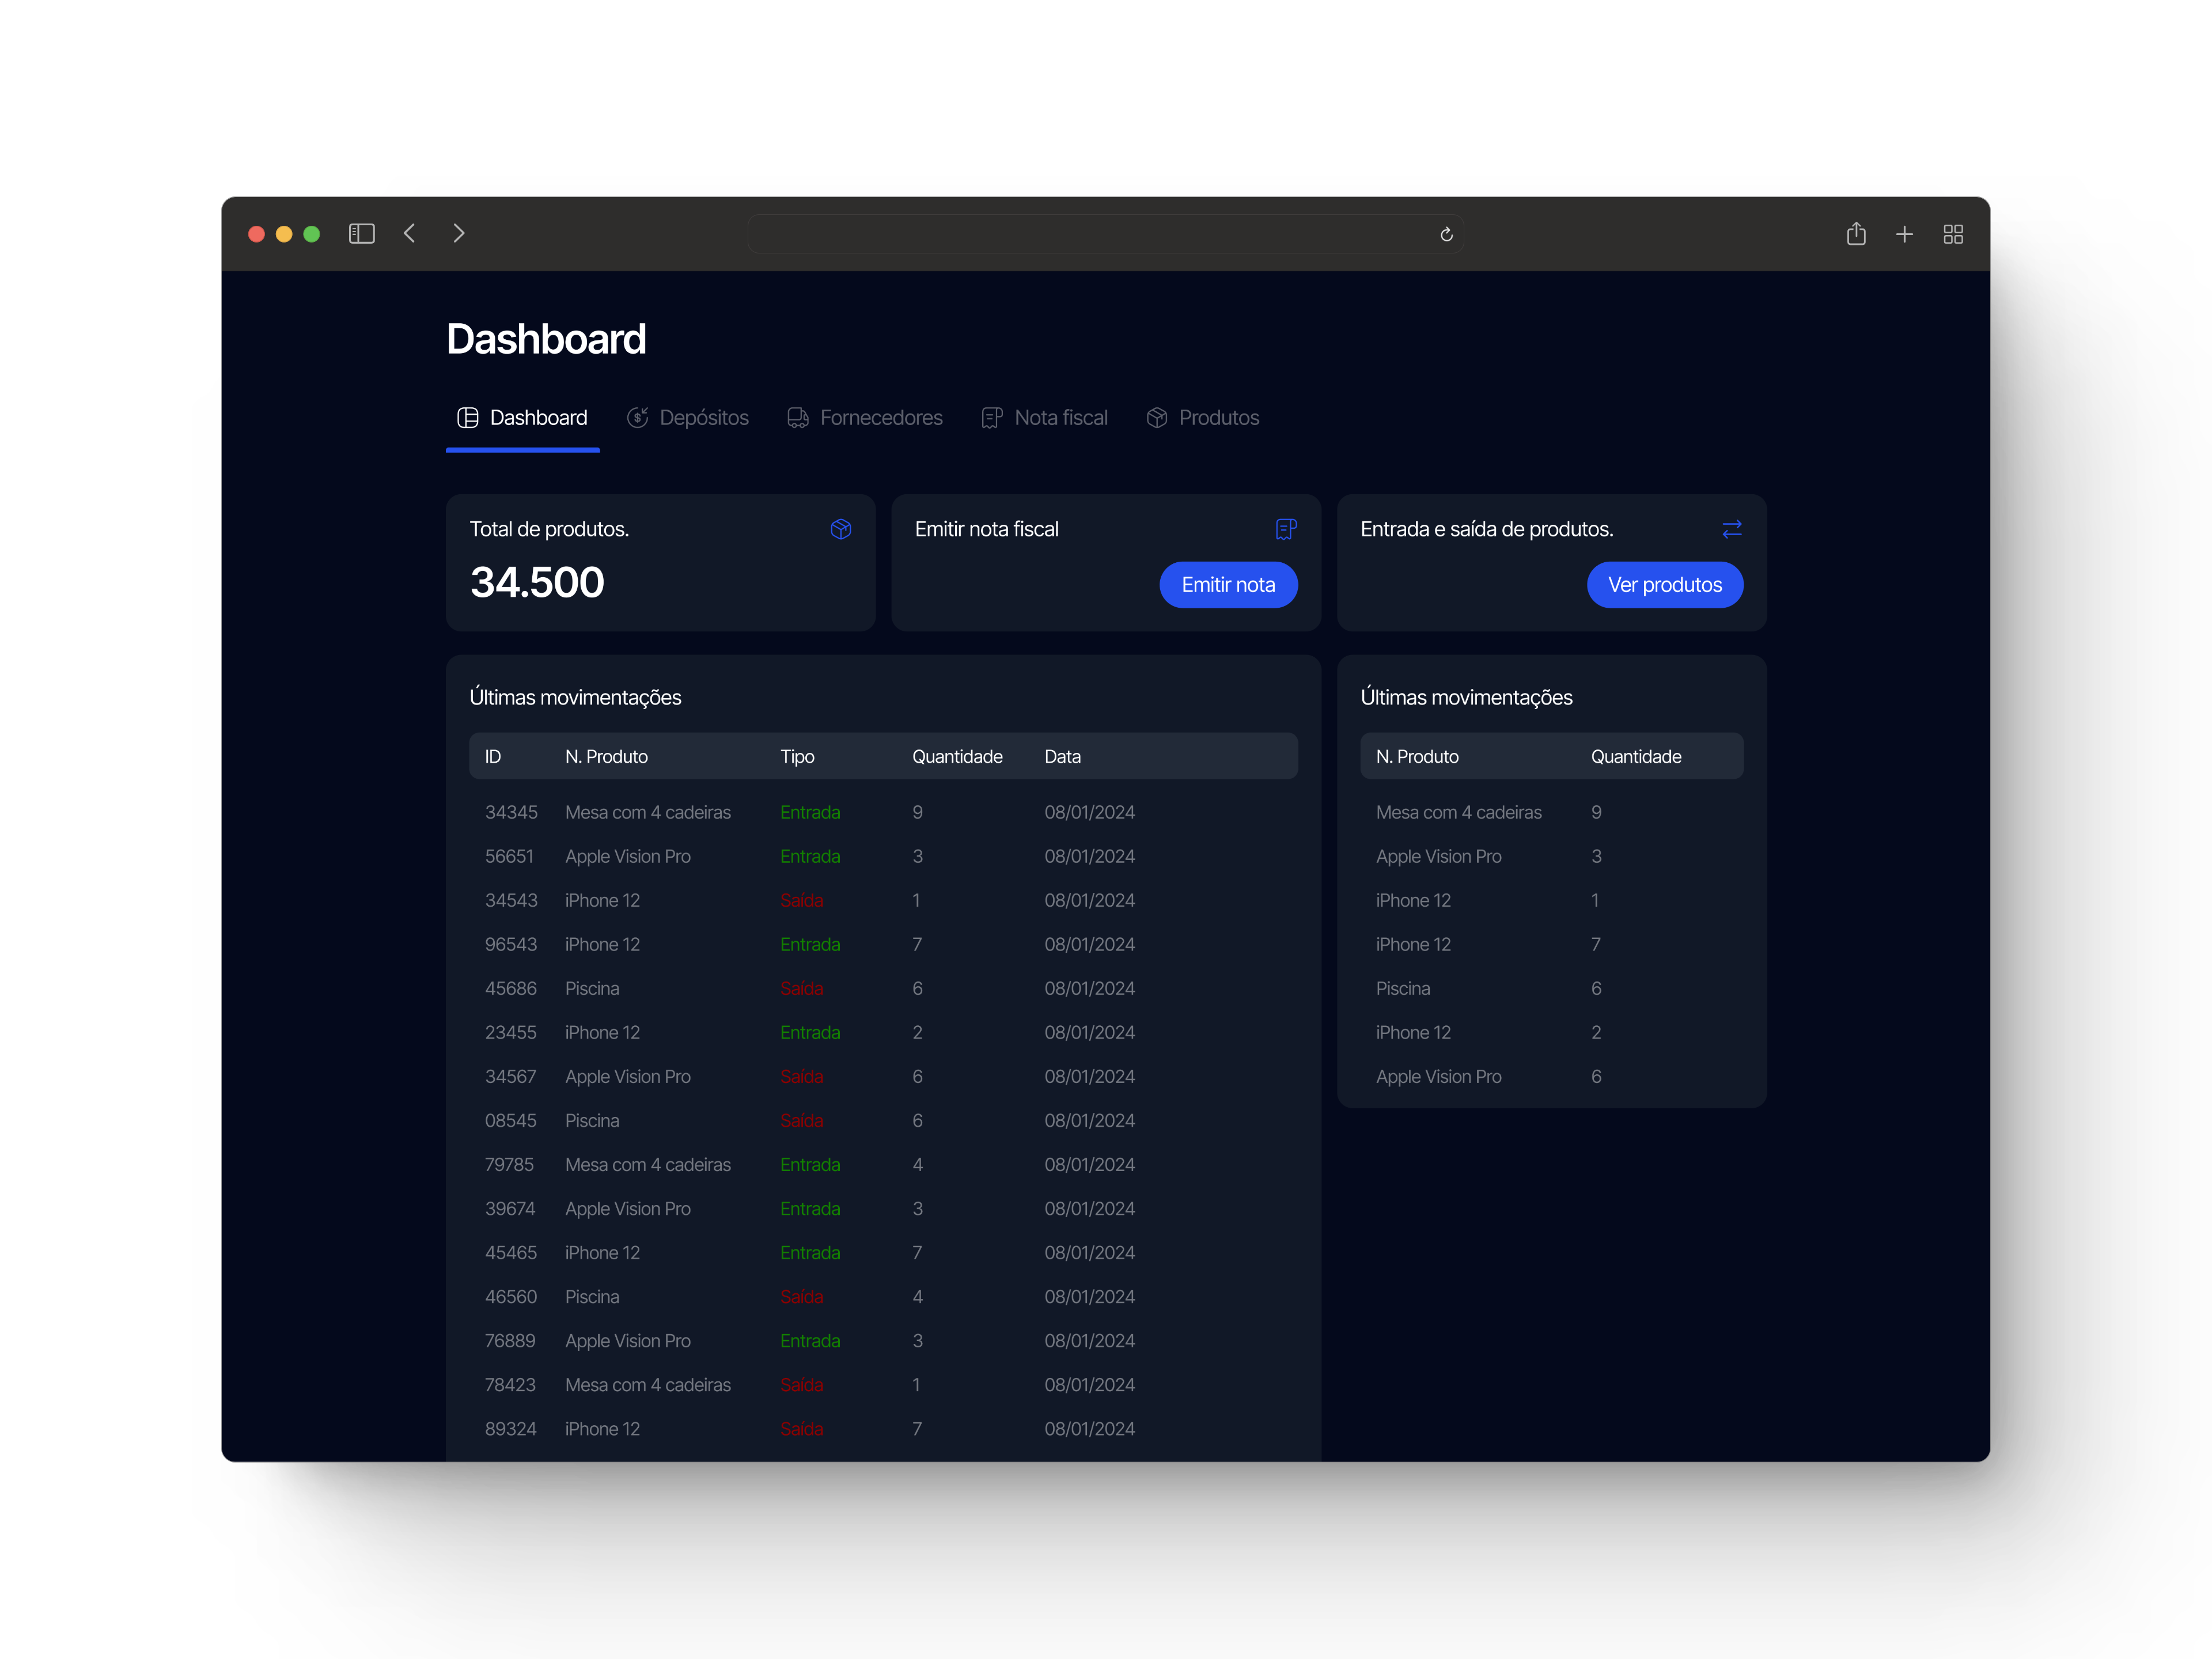 Dashboard
Dashboard Depósitos Fornecedores Nota fiscal Produtos
Total de produtos.
34.500
Emitir nota fiscal
Emitir nota
Entrada e saída de produtos.
Ver produtos
Últimas movimentações
ID N. Produto Tipo Quantidade Data
34345 Mesa com 4 cadeiras Entrada 9 08/01/2024
56651 Apple Vision Pro Entrada 3 08/01/2024
34543 iPhone 12 Saída 1 08/01/2024
96543 iPhone 12 Entrada 7 08/01/2024
45686 Piscina Saída 6 08/01/2024
23455 iPhone 12 Entrada 2 08/01/2024
34567 Apple Vision Pro Saída 6 08/01/2024
08545 Piscina Saída 6 08/01/2024
79785 Mesa com 4 cadeiras Entrada 4 08/01/2024
39674 Apple Vision Pro Entrada 3 08/01/2024
45465 iPhone 12 Entrada 7 08/01/2024
46560 Piscina Saída 4 08/01/2024
76889 Apple Vision Pro Entrada 3 08/01/2024
78423 Mesa com 4 cadeiras Saída 1 08/01/2024
89324 iPhone 12 Saída 7 08/01/2024
Últimas movimentações
N. Produto Quantidade
Mesa com 4 cadeiras 9
Apple Vision Pro 3
iPhone 12 1
iPhone 12 7
Piscina 6
iPhone 12 2
Apple Vision Pro 6